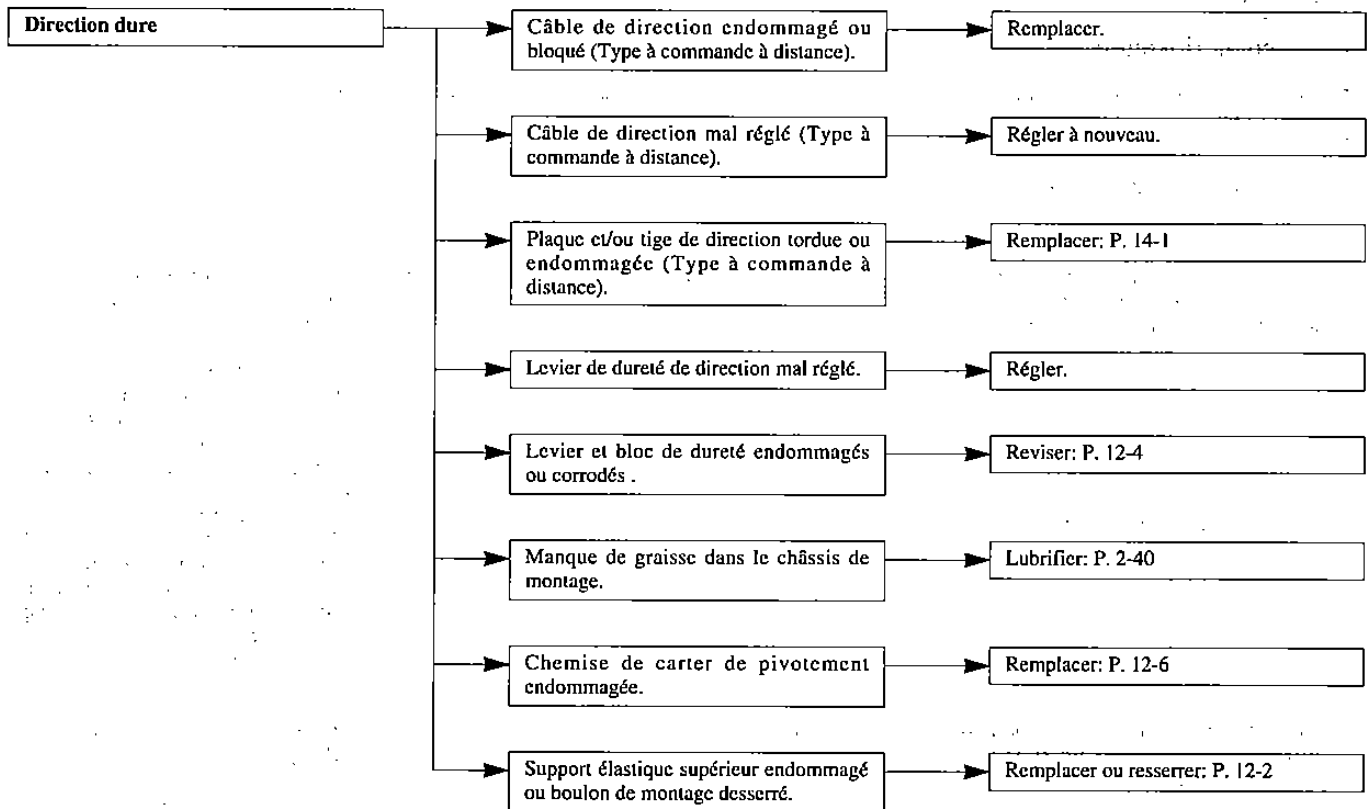 Direction dure
Câble de direction endommagé ou
bloqué (Type à commande à distance).
Remplacer.
Câble de direction mal réglé (Type à
commande à distance).
Régler à nouveau.
Plaque et/ou tige de direction tordue ou
endommagée (Type à commande à
distance).
Remplacer: P. 14-1
Levier de dureté de direction mal réglé.
Régler.
Levier et bloc de dureté endommagés
ou corrodés .
Reviser: P. 12-4
Manque de graisse dans le châssis de
montage.
Lubrifier: P. 2-40
Chemise de carter de pivotement
endommagée.
Remplacer: P. 12-6
Support élastique supérieur endommagé
ou boulon de montage desserré.
Remplacer ou resserrer: P. 12-2